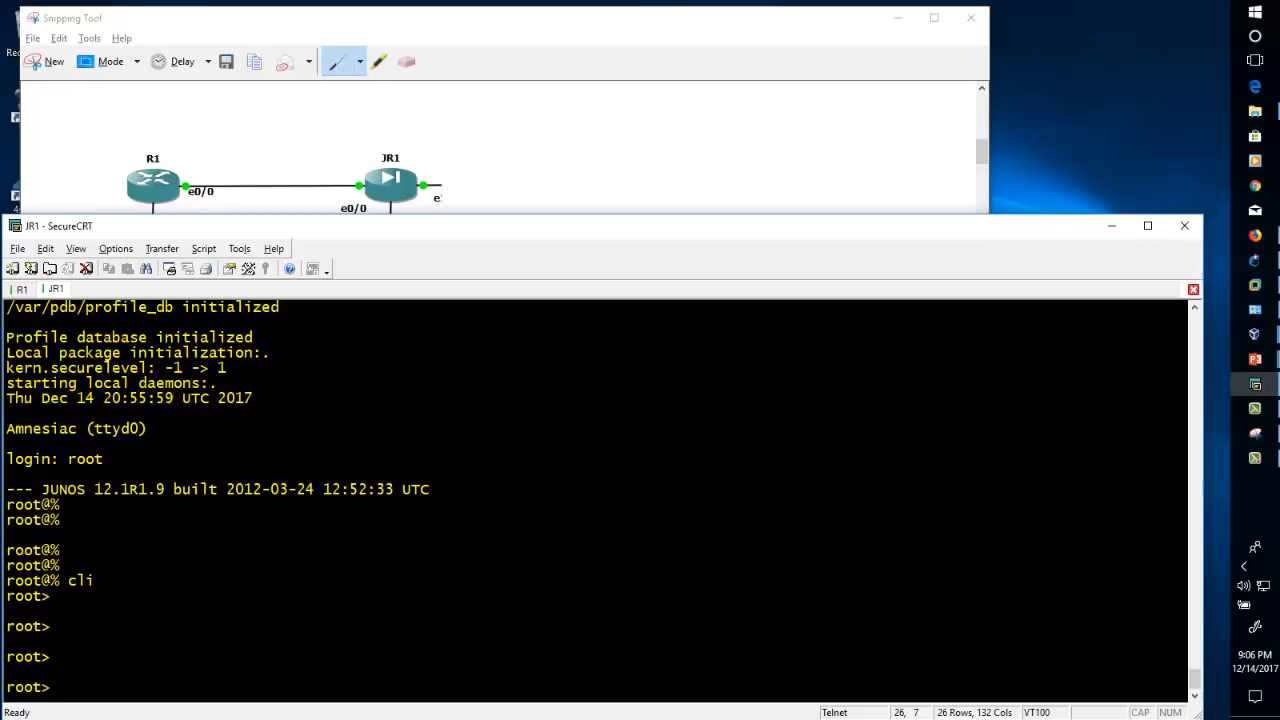 Snipping Tool
File Edit Tools Help
New Mode Delay
R1
JR1
e0/0
e0/0
JR1 - SecureCRT
File Edit View Options Transfer Script Tools Help
R1 JR1
/var/pdb/profile_db initialized
Profile database initialized
Local package initialization:.
kern.securelevel: -1 -> 1
starting local daemons:.
Thu Dec 14 20:55:59 UTC 2017
Amnesiac (ttyd0)
login: root
--- JUNOS 12.1R1.9 built 2012-03-24 12:52:33 UTC
root@%
root@%
root@%
root@%
root@% cli
root>
root>
root>
root>
Ready Telnet 26, 7 26 Rows, 132 Cols VT100 CAP NUM
9:06 PM
12/14/2017